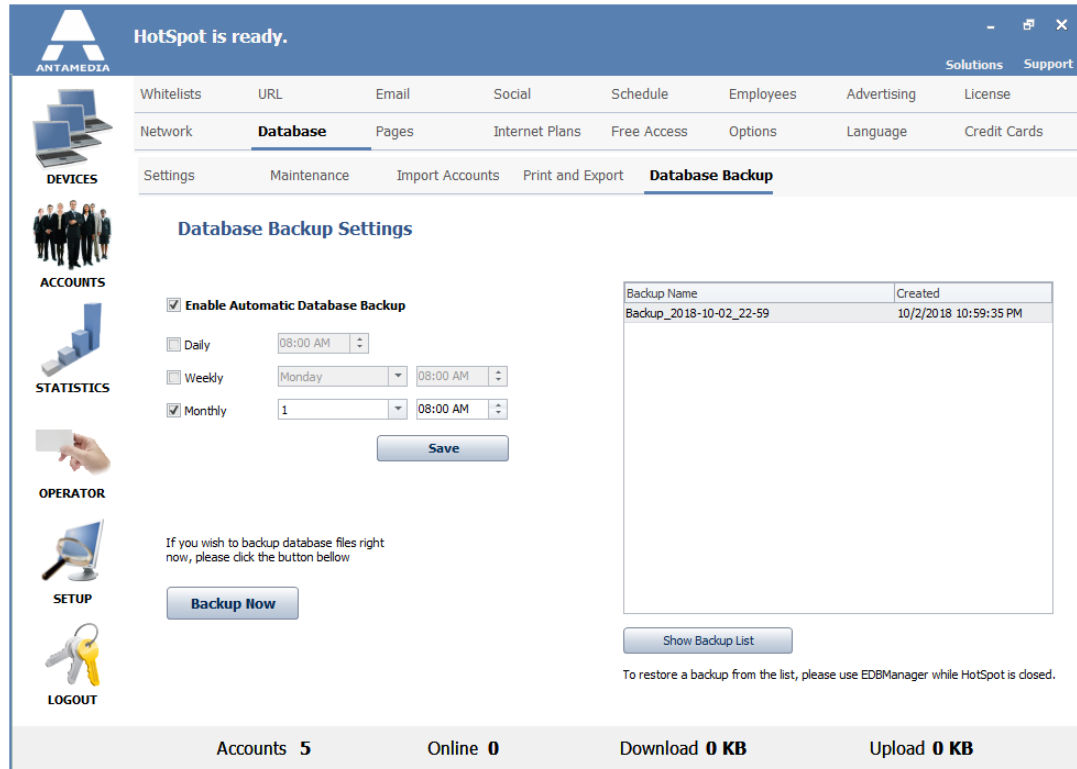 HotSpot is ready.
ANTAMEDIA
Solutions Support
Whitelists URL Email Social Schedule Employees Advertising License
Network Database Pages Internet Plans Free Access Options Language Credit Cards
Settings Maintenance Import Accounts Print and Export Database Backup
DEVICES
ACCOUNTS
STATISTICS
OPERATOR
SETUP
LOGOUT
Database Backup Settings
Enable Automatic Database Backup
Daily 08:00 AM
Weekly Monday 08:00 AM
Monthly 1 08:00 AM
Save
If you wish to backup database files right
now, please click the button bellow
Backup Now
Backup Name Created
Backup_2018-10-02_22-59 10/2/2018 10:59:35 PM
Show Backup List
To restore a backup from the list, please use EDBManager while HotSpot is closed.
Accounts 5 Online 0 Download 0 KB Upload 0 KB